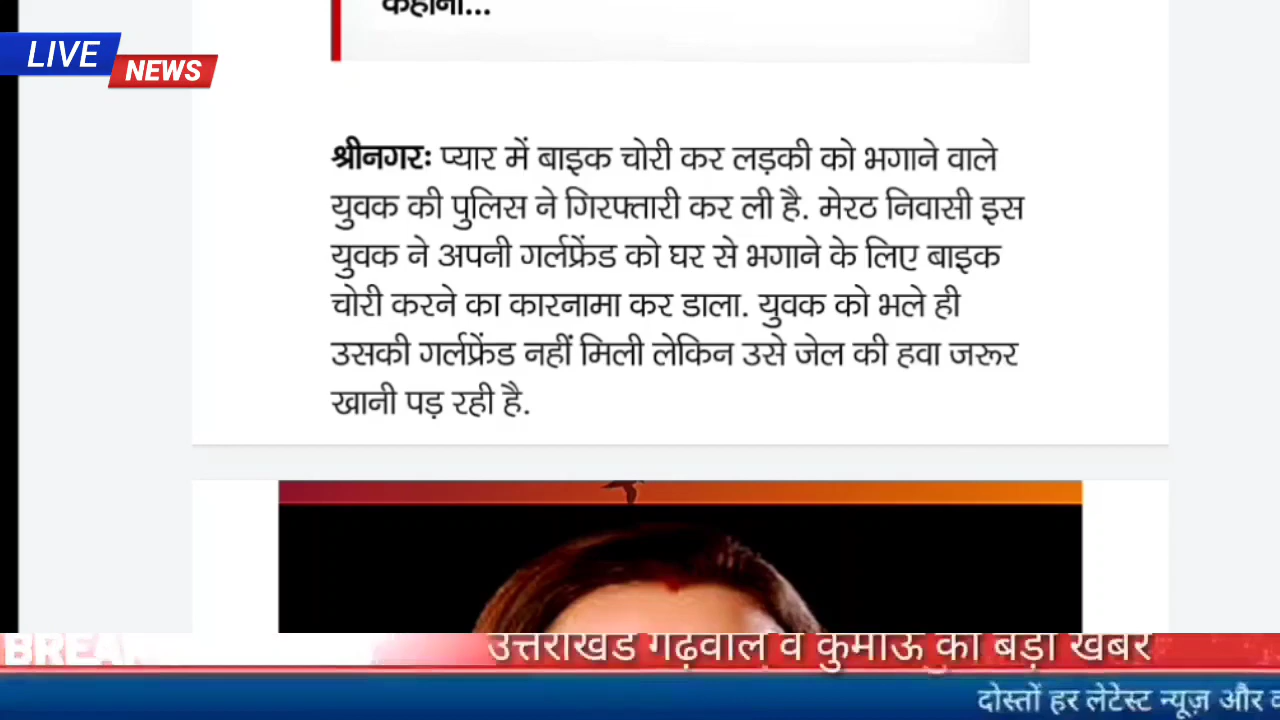 कहानी...
LIVE
NEWS
श्रीनगर: प्यार में बाइक चोरी कर लड़की को भगाने वाले
युवक की पुलिस ने गिरफ्तारी कर ली है. मेरठ निवासी इस
युवक ने अपनी गर्लफ्रेंड को घर से भगाने के लिए बाइक
चोरी करने का कारनामा कर डाला. युवक को भले ही
उसकी गर्लफ्रेंड नहीं मिली लेकिन उसे जेल की हवा जरूर
खानी पड़ रही है.
उत्तराखंड गढ़वाल व कुमाऊं की बड़ी खबर
दोस्तों हर लेटेस्ट न्यूज़ और